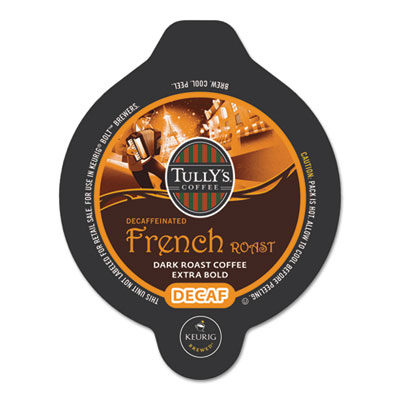 BREW. COOL. PEEL.
THIS UNIT NOT LABELED FOR RETAIL SALE. FOR USE IN KEURIG® BOLT™ BREWERS.
CAUTION: PACK IS HOT. ALLOW TO COOL BEFORE PEELING.
TULLY'S
COFFEE
DECAFFEINATED
French ROAST
DARK ROAST COFFEE
EXTRA BOLD
DECAF
KEURIG
BREWED